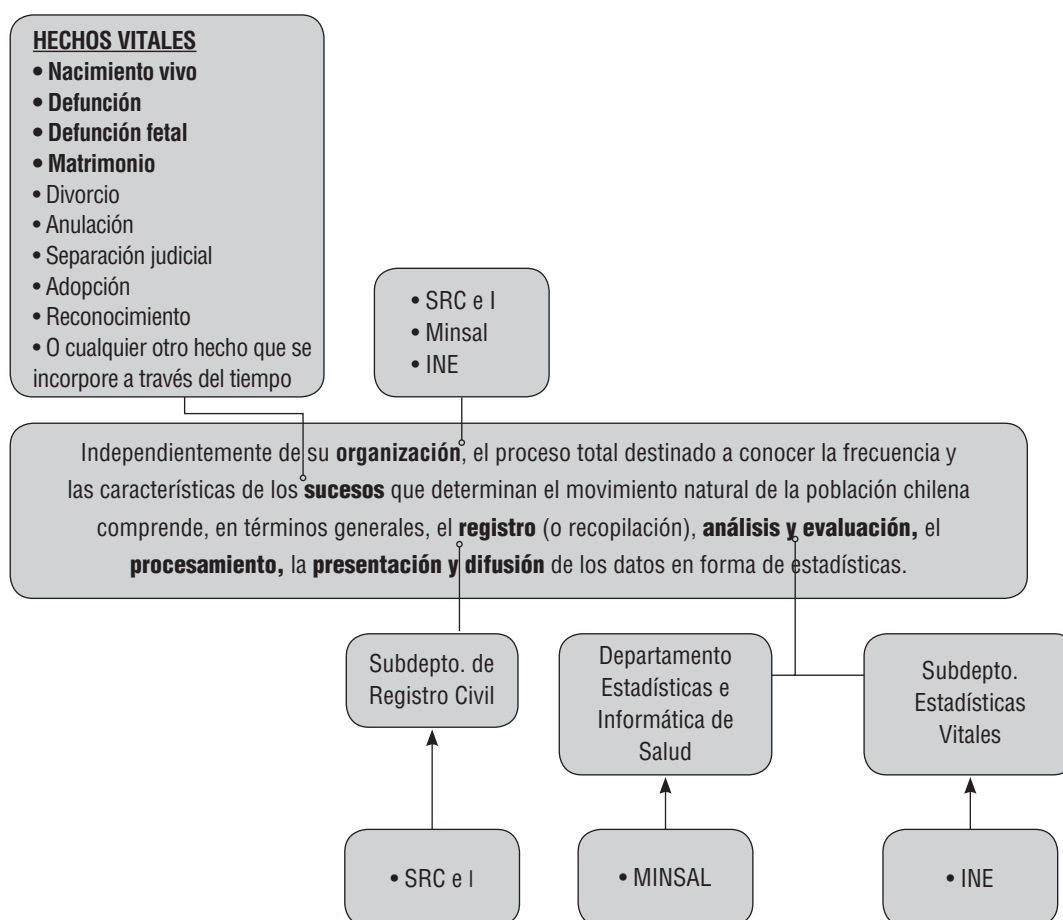 HECHOS VITALES
• Nacimiento vivo
• Defunción
• Defunción fetal
• Matrimonio
• Divorcio
• Anulación
• Separación judicial
• Adopción
• Reconocimiento
• O cualquier otro hecho que se
incorpore a través del tiempo
• SRC e I
• Minsal
• INE
Independientemente de su organización, el proceso total destinado a conocer la frecuencia y
las características de los sucesos que determinan el movimiento natural de la población chilena
comprende, en términos generales, el registro (o recopilación), análisis y evaluación, el
procesamiento, la presentación y difusión de los datos en forma de estadísticas.
Subdepto. de
Registro Civil
Departamento
Estadísticas e
Informática de
Salud
Subdepto.
Estadísticas
Vitales
• SRC e I
• MINSAL
• INE